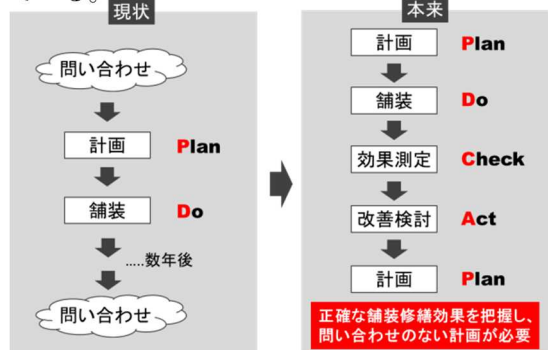 現状
問い合わせ
計画 Plan
舗装 Do
.....数年後
問い合わせ
本来
計画 Plan
舗装 Do
効果測定 Check
改善検討 Act
計画 Plan
正確な舗装修繕効果を把握し、
問い合わせのない計画が必要